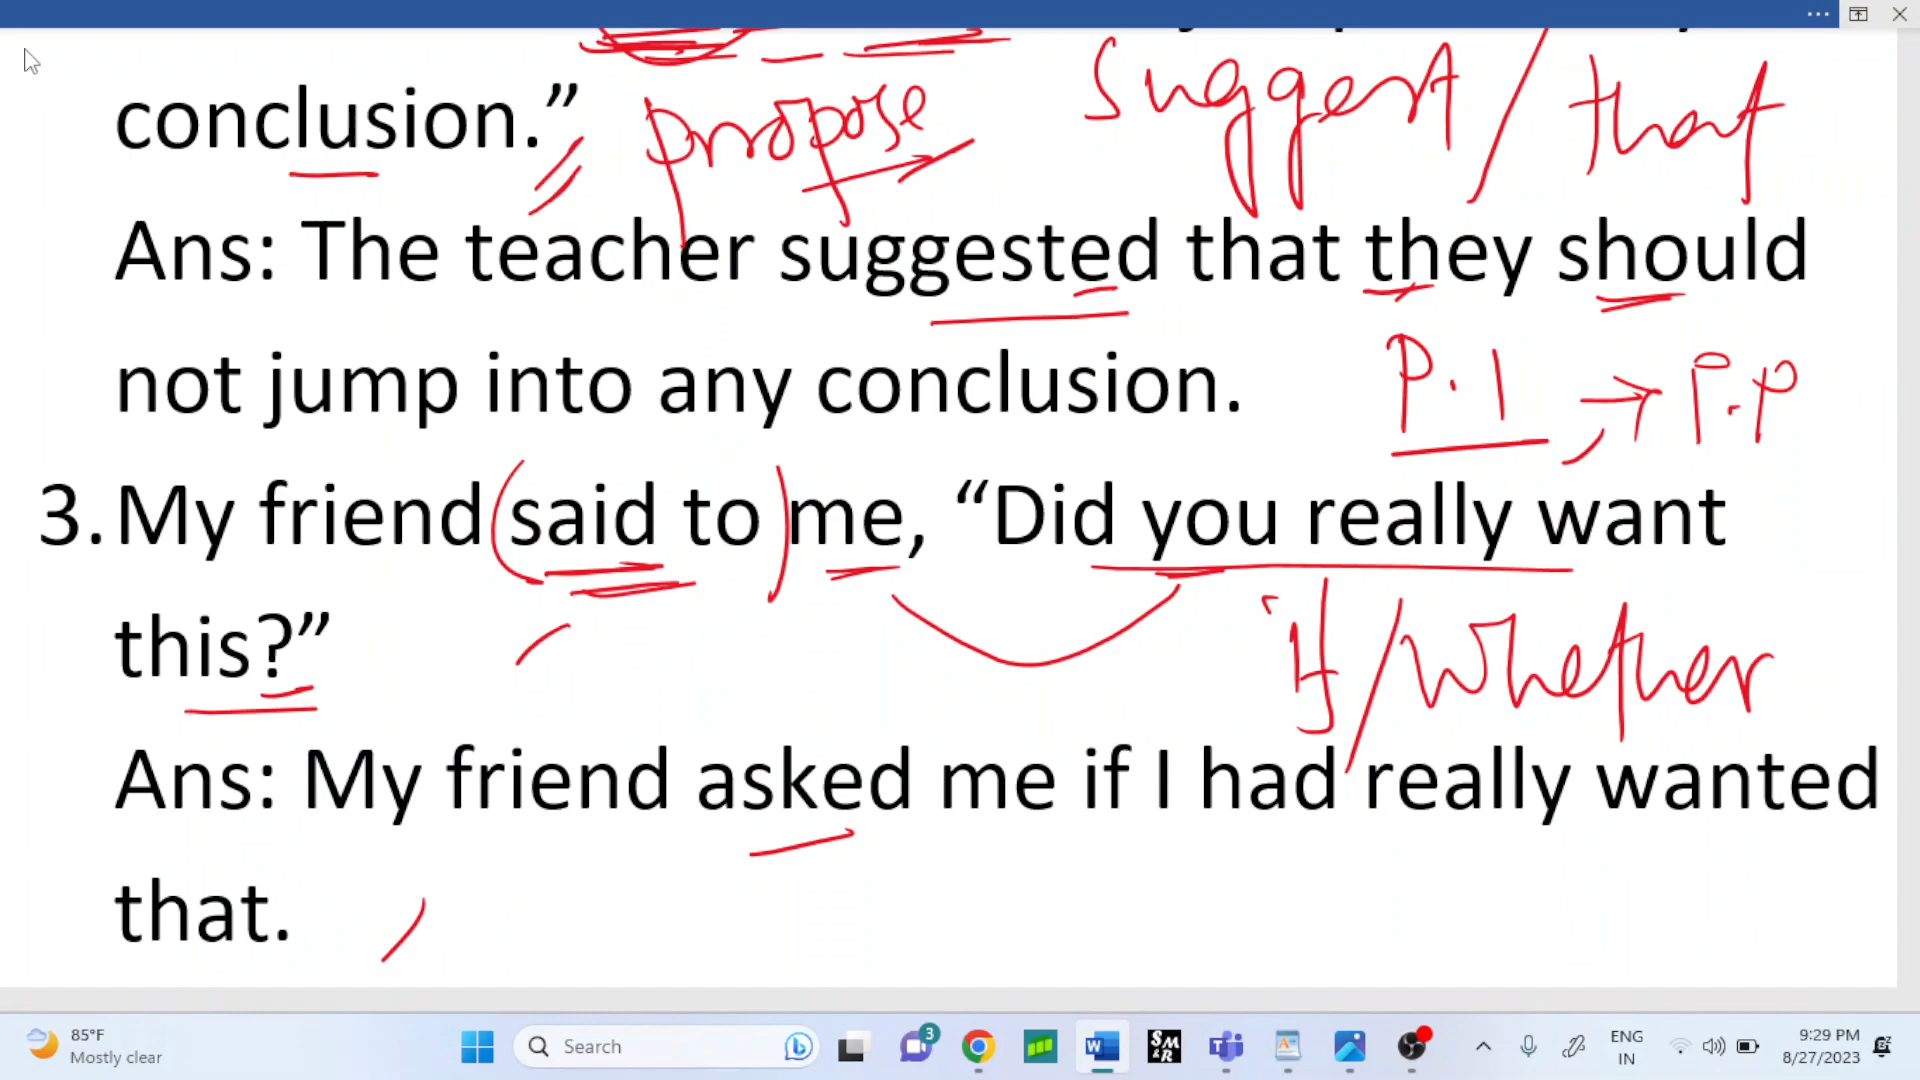 conclusion.”
propose
suggest / that
Ans: The teacher suggested that they should
not jump into any conclusion.
P.I → P.P
3. My friend said to me, “Did you really want
this?”
if/whether
Ans: My friend asked me if I had really wanted
that.
85°F
Mostly clear
Search
3
SM
&R
ENG
IN
9:29 PM
8/27/2023